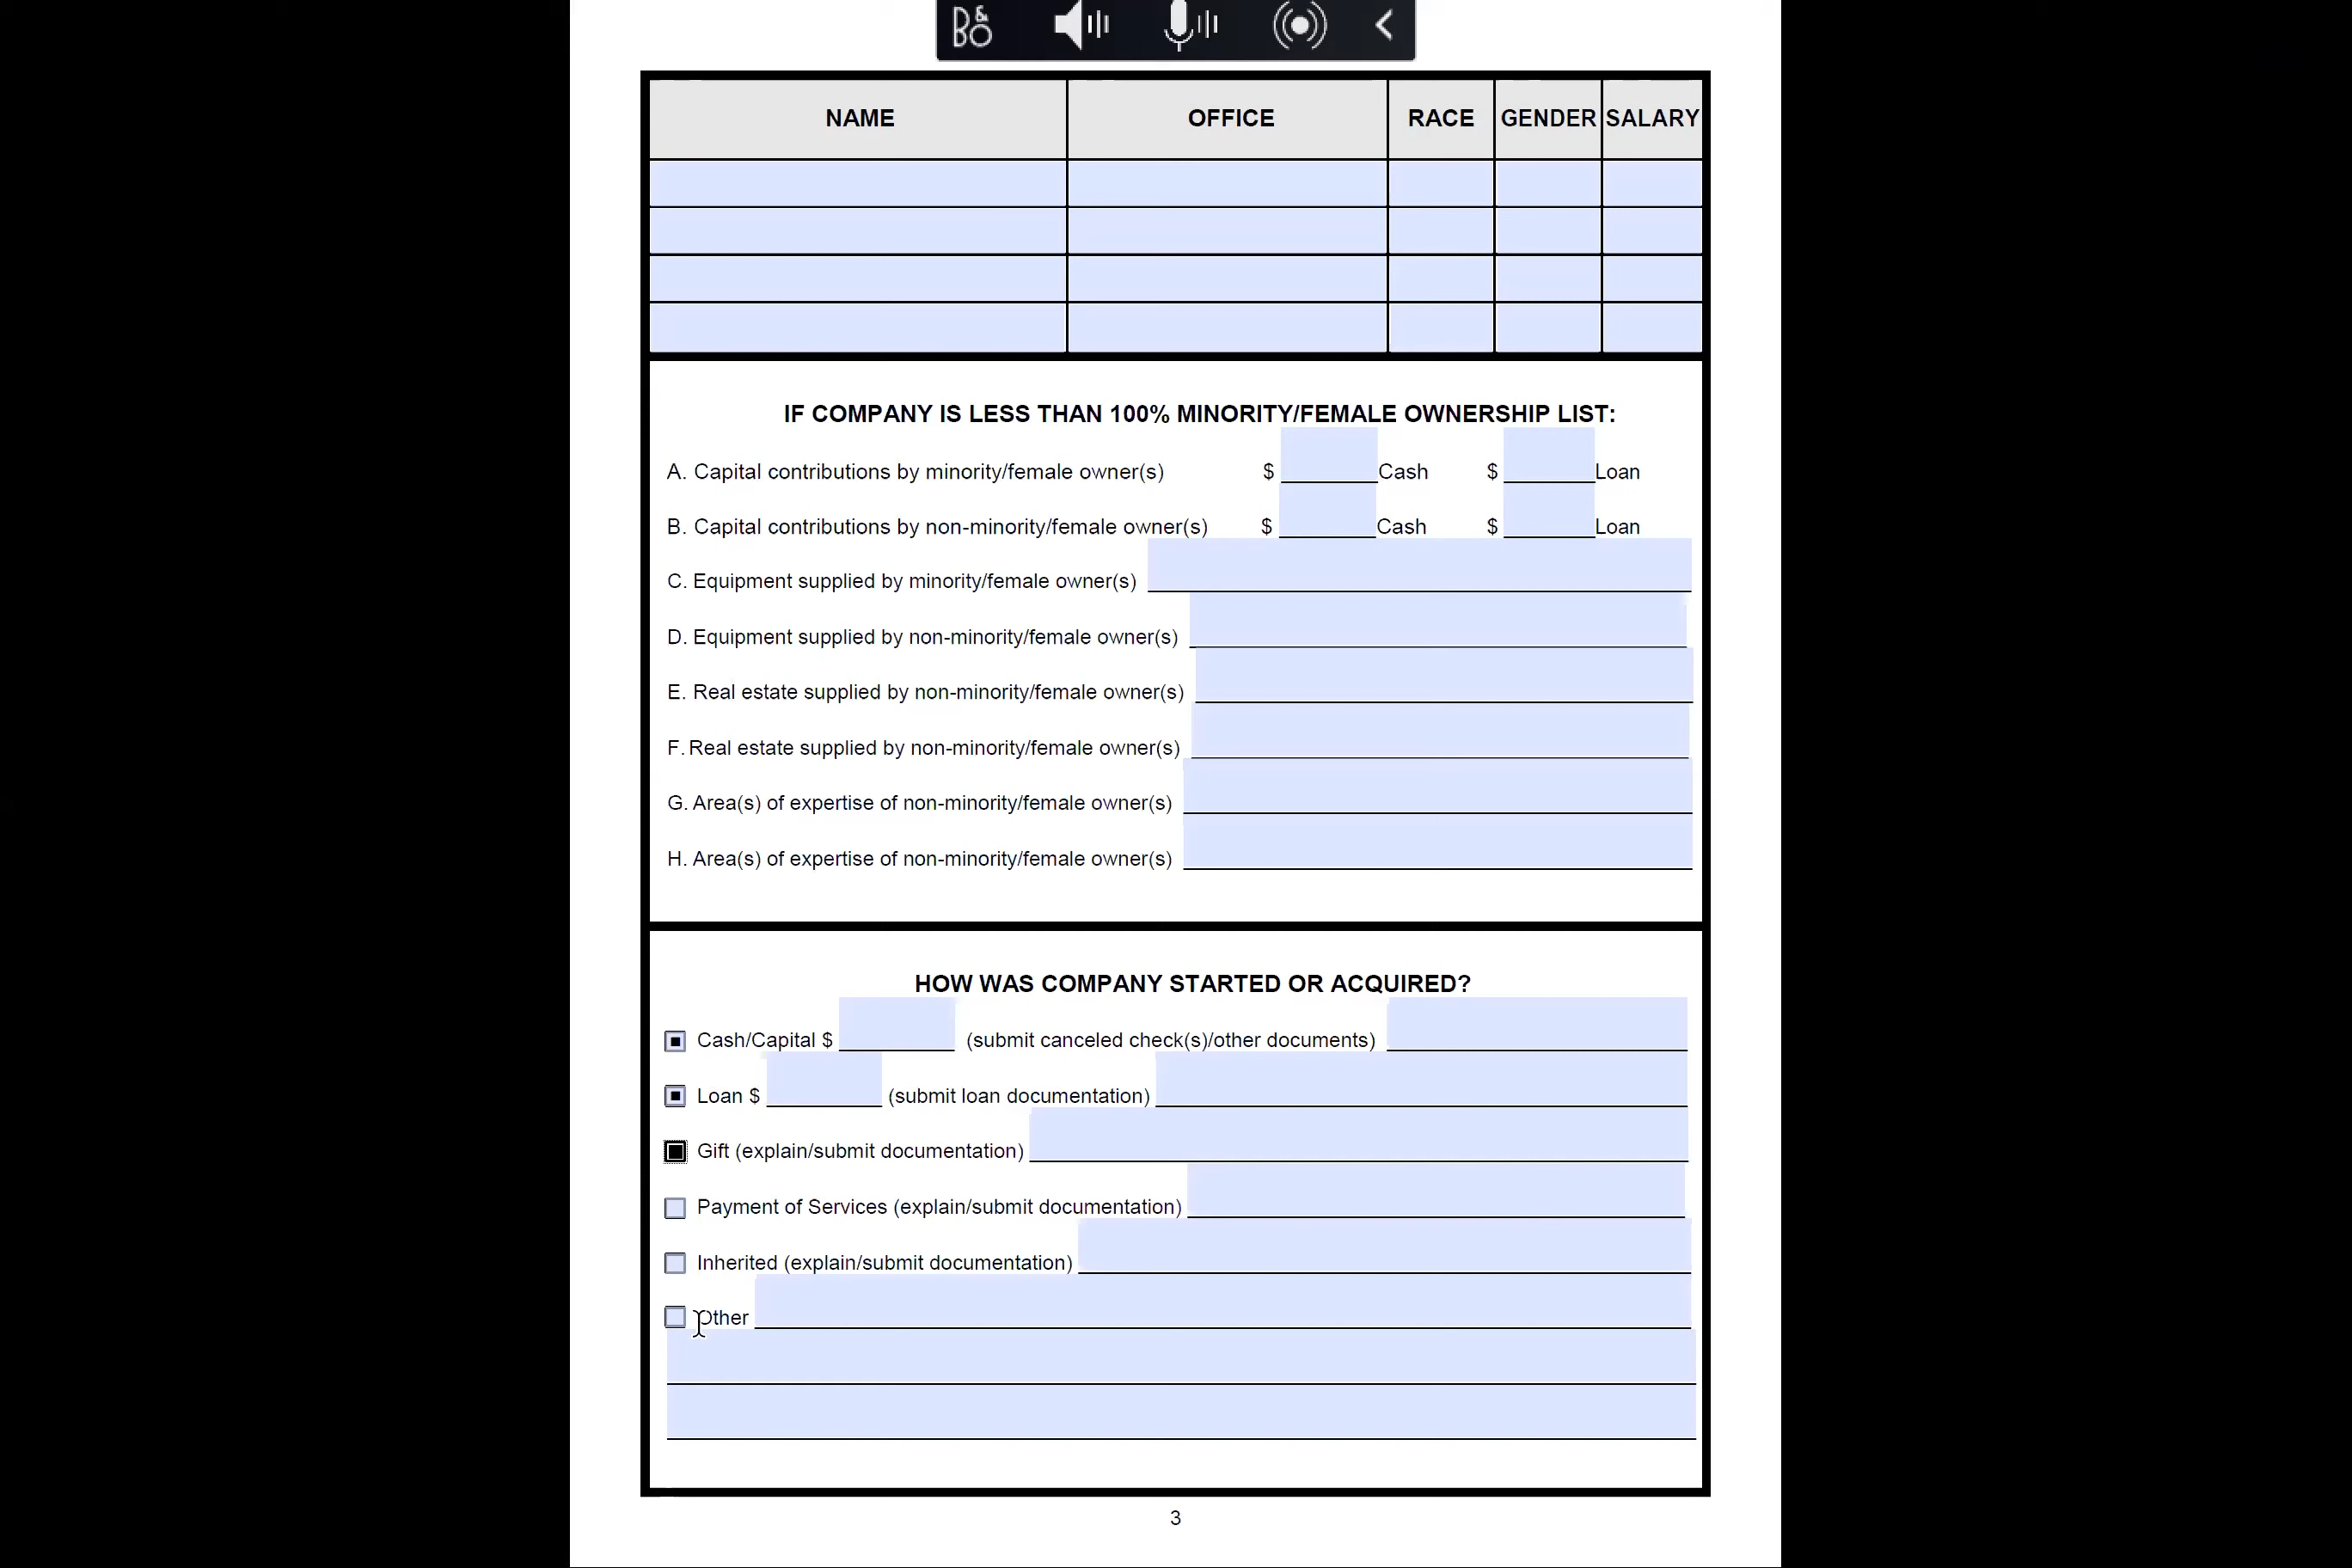 B&O
NAME OFFICE RACE GENDER SALARY
IF COMPANY IS LESS THAN 100% MINORITY/FEMALE OWNERSHIP LIST:
A. Capital contributions by minority/female owner(s) $ Cash $ Loan
B. Capital contributions by non-minority/female owner(s) $ Cash $ Loan
C. Equipment supplied by minority/female owner(s)
D. Equipment supplied by non-minority/female owner(s)
E. Real estate supplied by non-minority/female owner(s)
F. Real estate supplied by non-minority/female owner(s)
G. Area(s) of expertise of non-minority/female owner(s)
H. Area(s) of expertise of non-minority/female owner(s)
HOW WAS COMPANY STARTED OR ACQUIRED?
Cash/Capital $ (submit canceled check(s)/other documents)
Loan $ (submit loan documentation)
Gift (explain/submit documentation)
Payment of Services (explain/submit documentation)
Inherited (explain/submit documentation)
Other
3